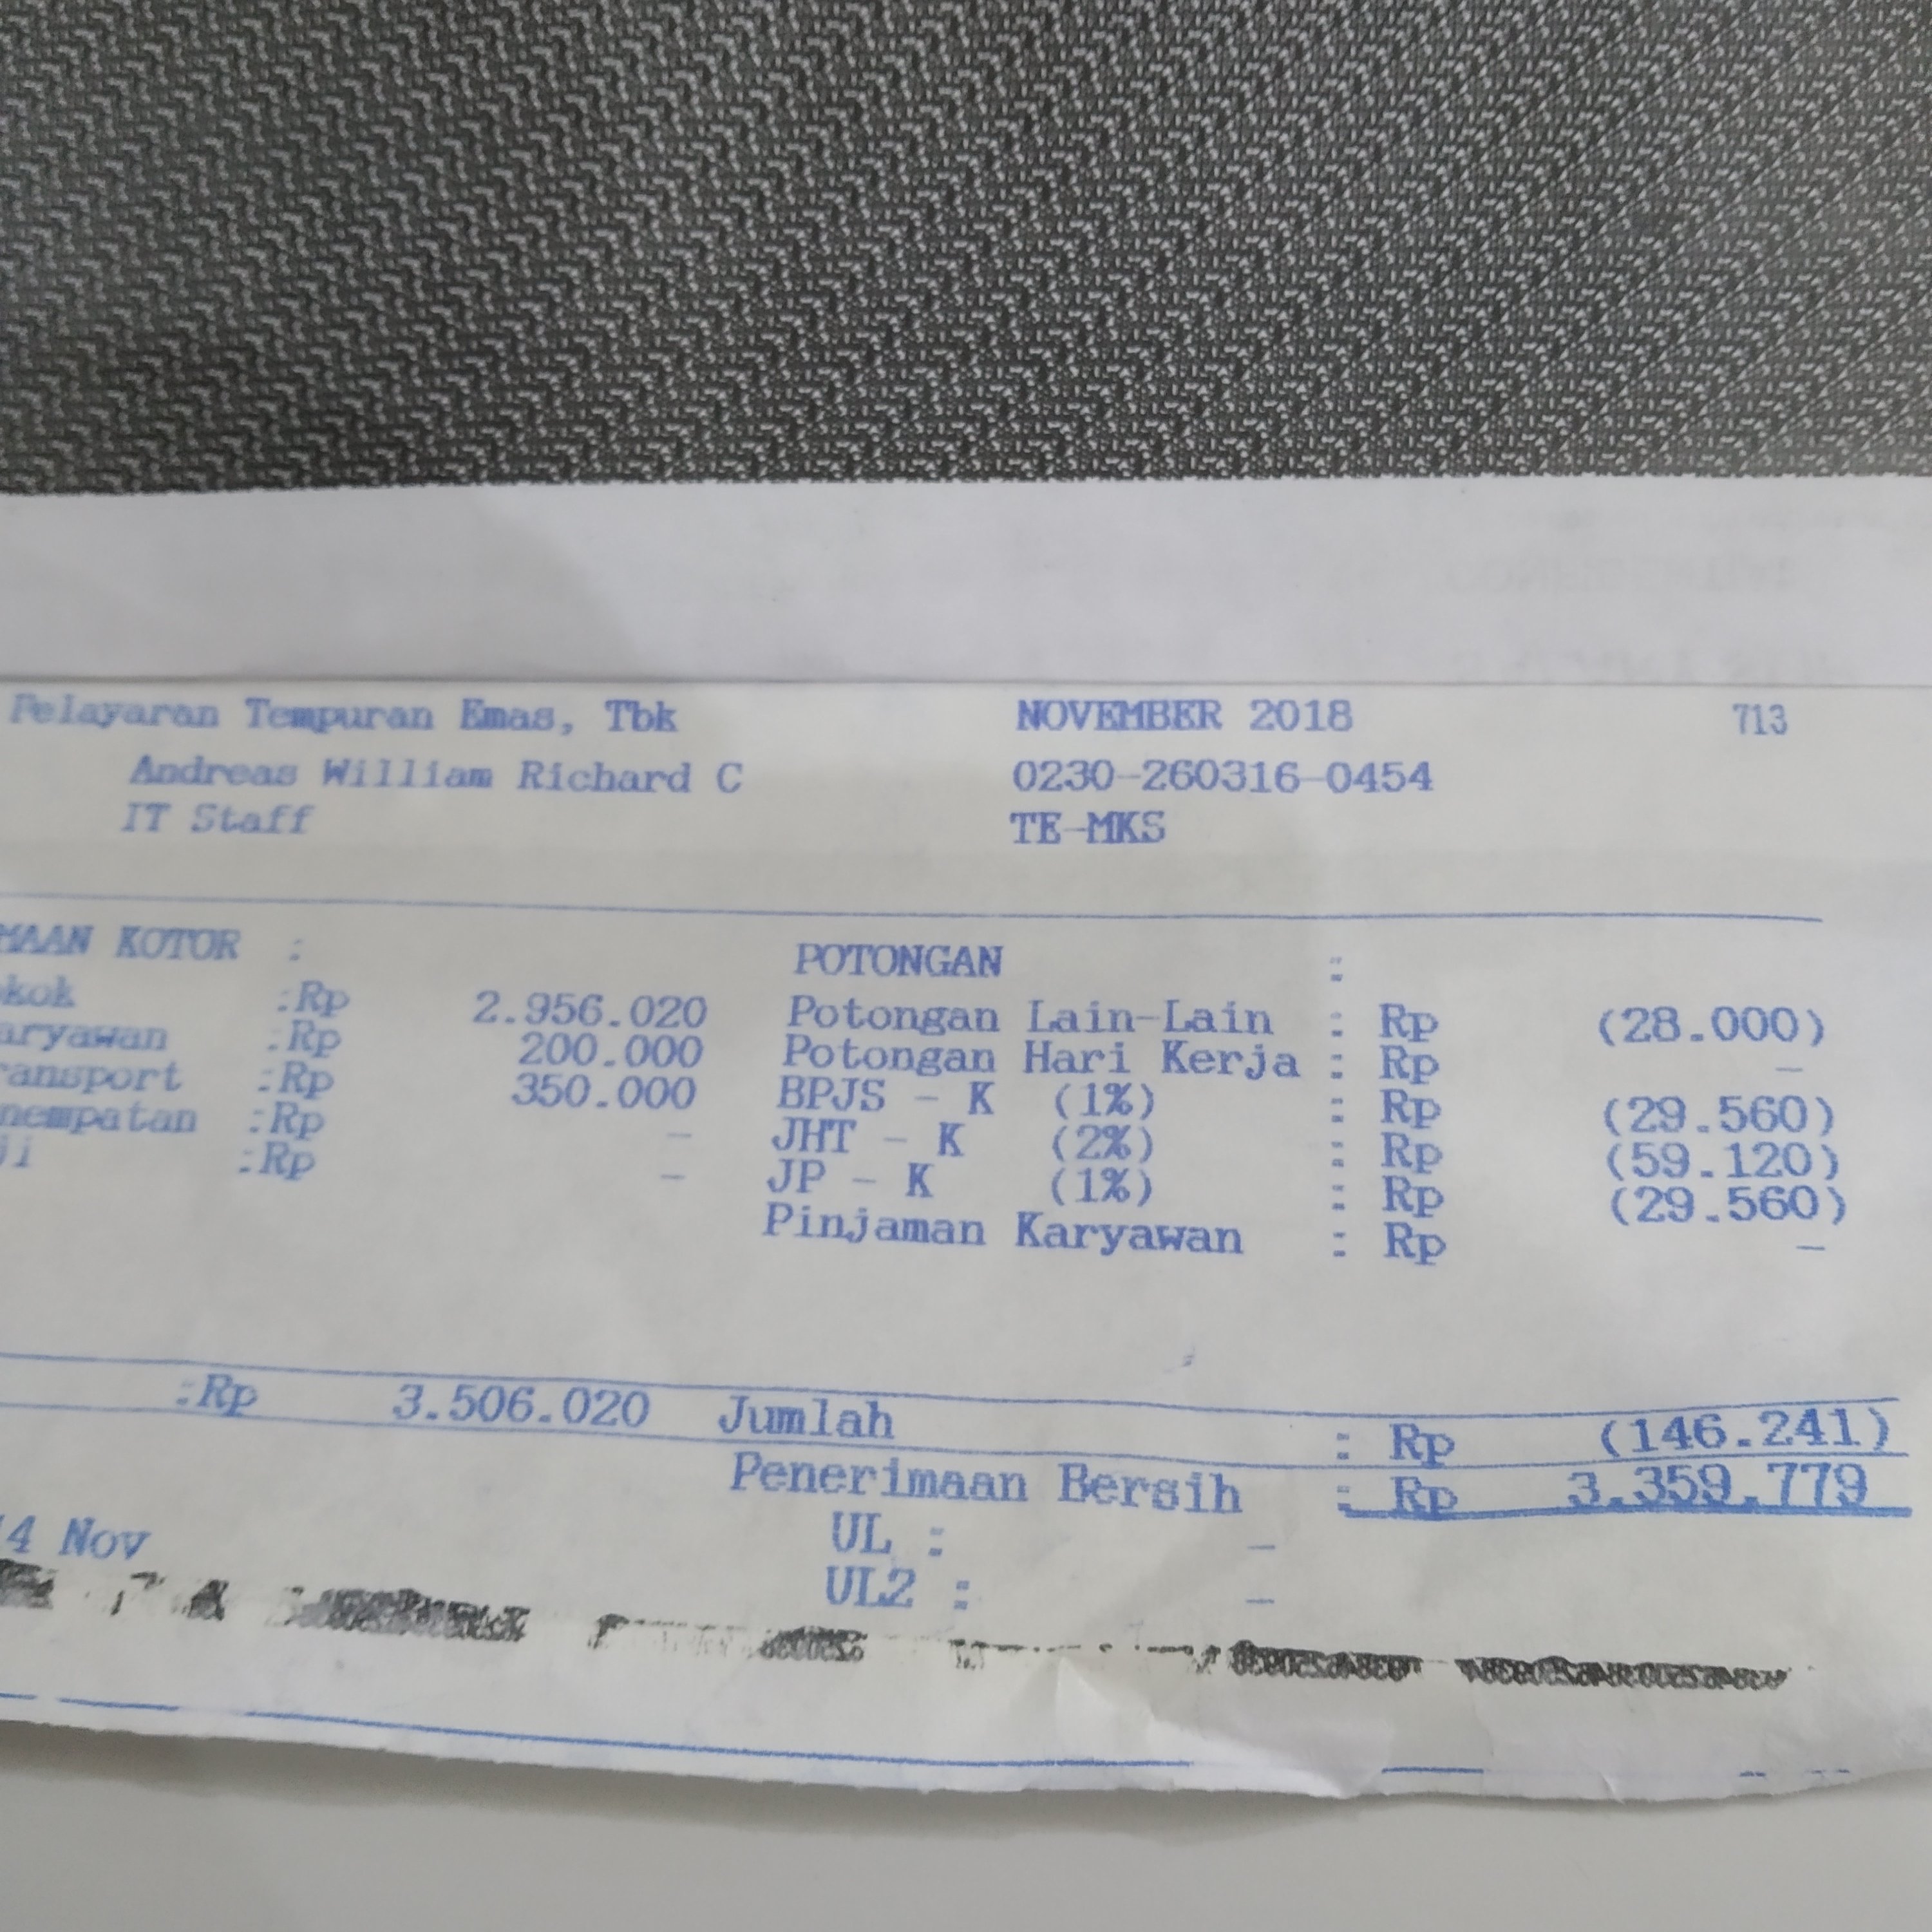 Pelayaran Tempuran Emas, Tbk NOVEMBER 2018 713
Andreas William Richard C 0230-260316-0454
IT Staff TE-MKS
MAAN KOTOR : POTONGAN :
kok :Rp 2.956.020 Potongan Lain-Lain : Rp (28.000)
aryawan :Rp 200.000 Potongan Hari Kerja : Rp -
ransport :Rp 350.000 BPJS - K (1%) : Rp (29.560)
nempatan :Rp - JHT - K (2%) : Rp (59.120)
ji :Rp - JP - K (1%) : Rp (29.560)
Pinjaman Karyawan : Rp -
:Rp 3.506.020 Jumlah : Rp (146.241)
Penerimaan Bersih : Rp 3.359.779
4 Nov UL : -
UL2 : -